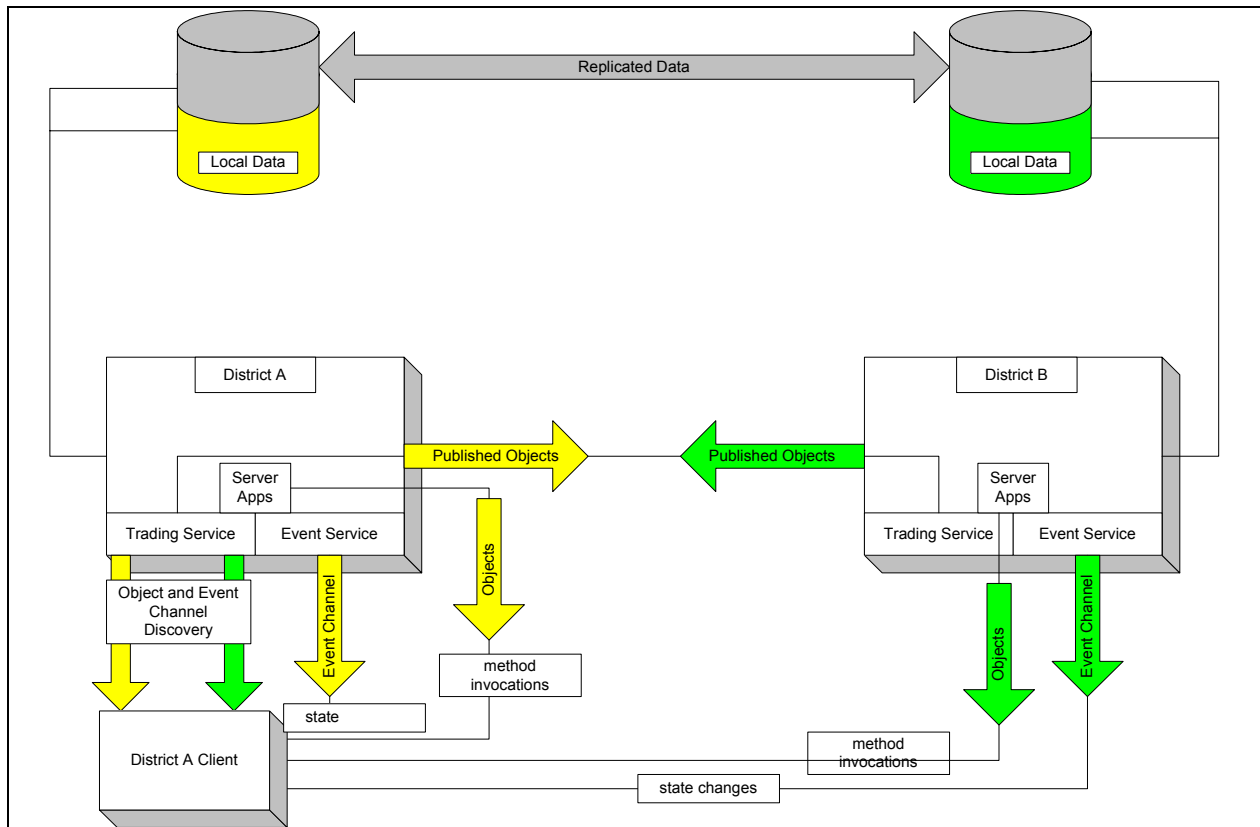 Replicated Data
Local Data
Local Data
District A
District B
Published Objects
Published Objects
Server
Apps
Server
Apps
Trading Service
Event Service
Trading Service
Event Service
Object and Event
Channel
Discovery
Event Channel
Objects
Objects
Event Channel
method
invocations
state
District A Client
method
invocations
state changes